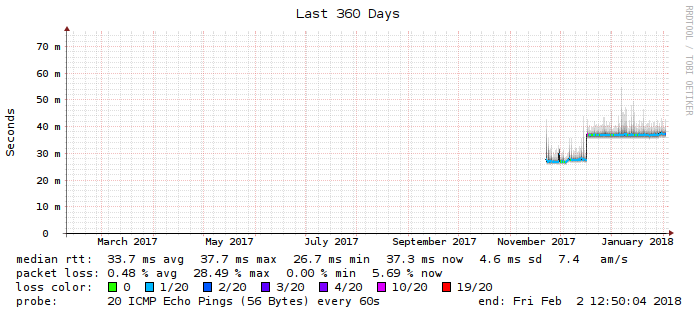 Last 360 Days
RRDTOOL / TOBI OETIKER
Seconds
70 m
60 m
50 m
40 m
30 m
20 m
10 m
0
March 2017 May 2017 July 2017 September 2017 November 2017 January 2018
median rtt: 33.7 ms avg 37.7 ms max 26.7 ms min 37.3 ms now 4.6 ms sd 7.4 am/s
packet loss: 0.48 % avg 28.49 % max 0.00 % min 5.69 % now
loss color: 0 1/20 2/20 3/20 4/20 10/20 19/20
probe: 20 ICMP Echo Pings (56 Bytes) every 60s end: Fri Feb 2 12:50:04 2018